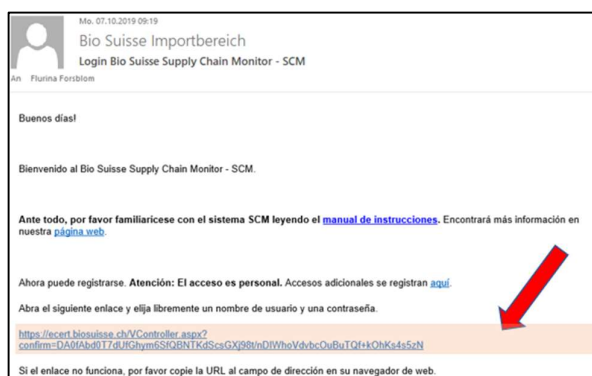 Mo. 07.10.2019 09:19
Bio Suisse Importbereich
Login Bio Suisse Supply Chain Monitor - SCM
An Flurina Forsblom
Buenos días!
Bienvenido al Bio Suisse Supply Chain Monitor - SCM.
Ante todo, por favor familiaricese con el sistema SCM leyendo el manual de instrucciones. Encontrará más información en
nuestra página web.
Ahora puede registrarse. Atención: El acceso es personal. Accesos adicionales se registran aquí.
Abra el siguiente enlace y elija libremente un nombre de usuario y una contraseña.
https://ecert.biosuisse.ch/VController.aspx?
confirm=DA0fAbd0T7dUfGhym6SfQBNTKdScsGXj98t/nDIWhoVdvbcOuBuTQf+kOhKs4s5zN
Si el enlace no funciona, por favor copie la URL al campo de dirección en su navegador de web.